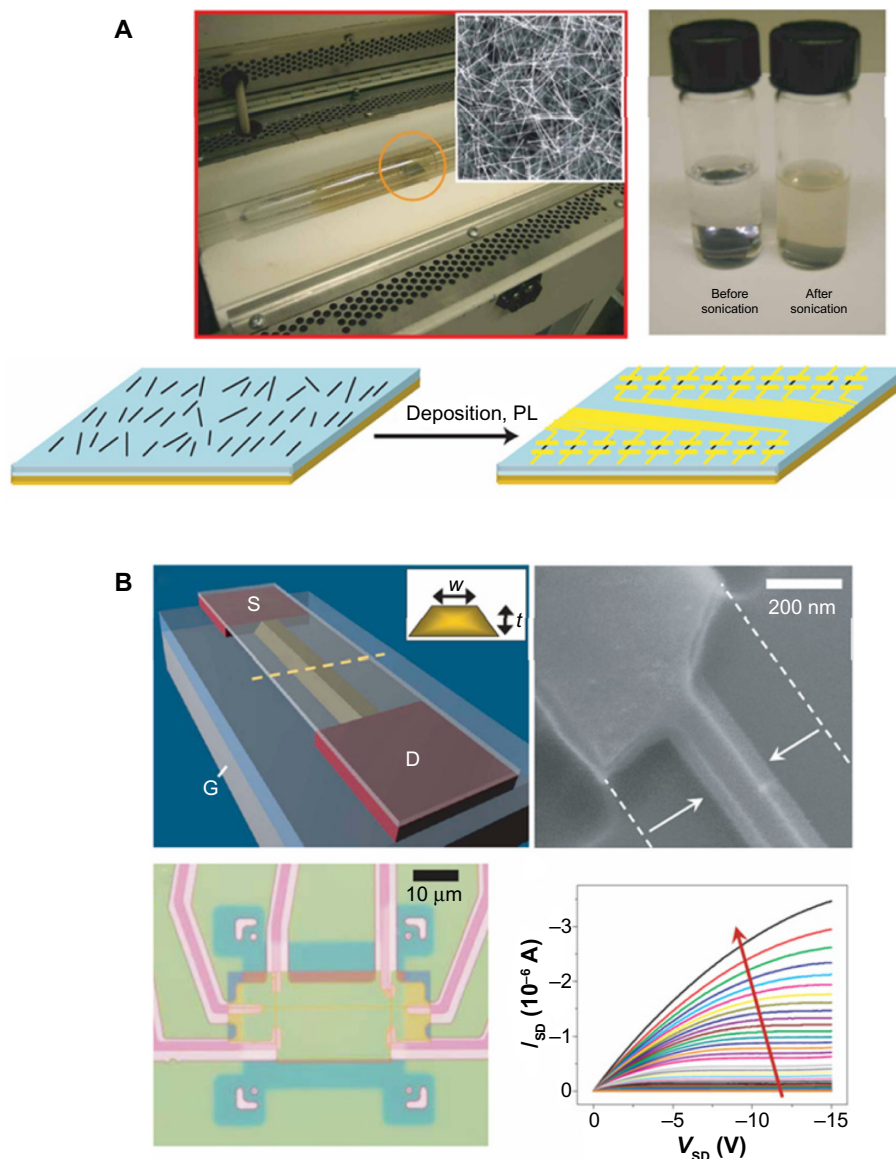 A
Before
sonication
After
sonication
Deposition, PL
B
S
w
t
D
G
200 nm
10 μm
I_SD (10⁻⁶ A)
–3
–2
–1
0
0
–5
–10
–15
V_SD (V)